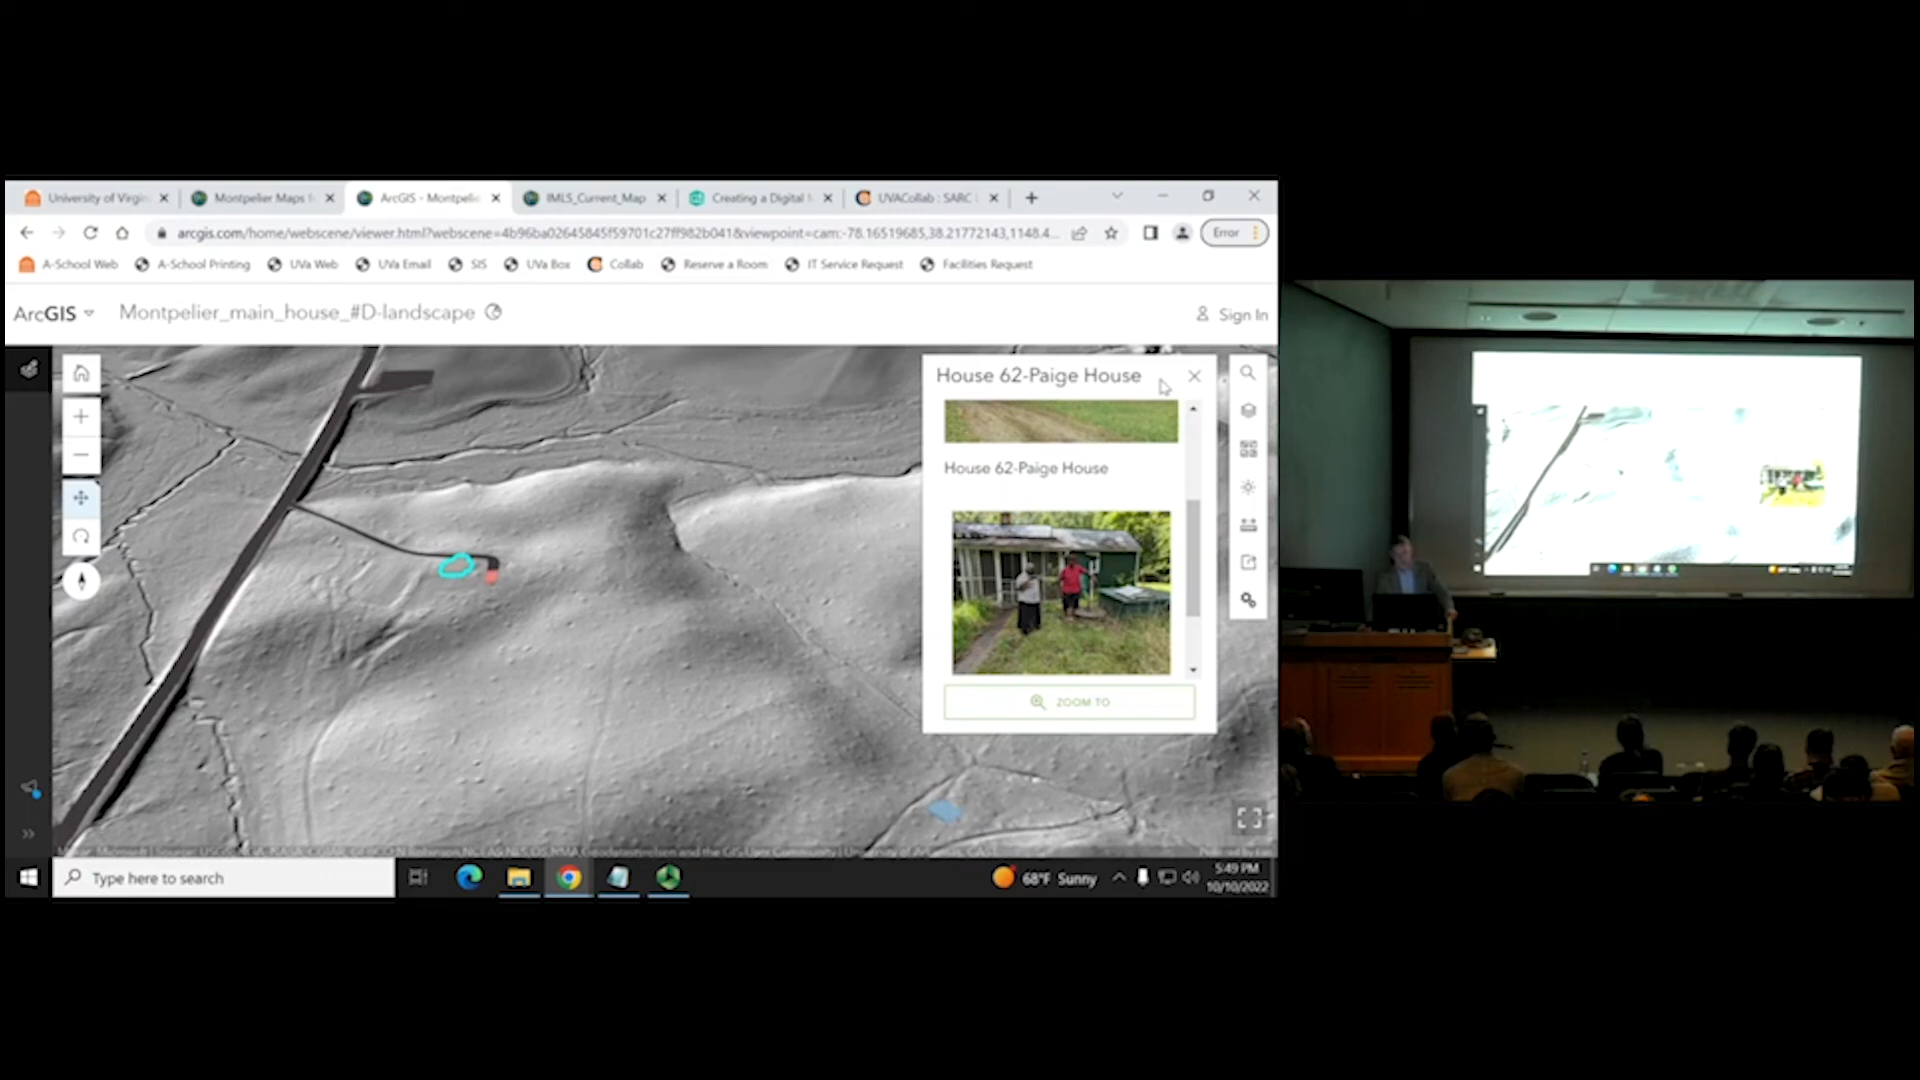 University of Virgin
Montpelier Maps f
ArcGIS - Montpelie
IMLS_Current_Map
Creating a Digital
UVACollab : SARC
arcgis.com/home/webscene/viewer.html?webscene=4b96ba02645845f59701c27ff982b041&viewpoint=cam:-78.16519685,38.21772143,1148.4...
Error
A-School Web
A-School Printing
UVa Web
UVa Email
SIS
UVa Box
Collab
Reserve a Room
IT Service Request
Facilities Request
ArcGIS
Montpelier_main_house_#D-landscape
Sign In
House 62-Paige House
House 62-Paige House
ZOOM TO
Type here to search
68°F Sunny
5:49 PM
10/10/2022